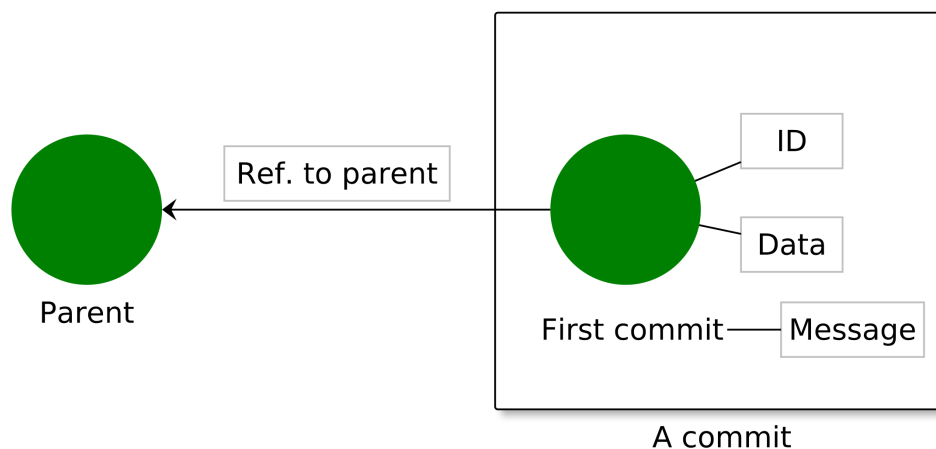 ID
Ref. to parent
Data
Parent
First commit
Message
A commit